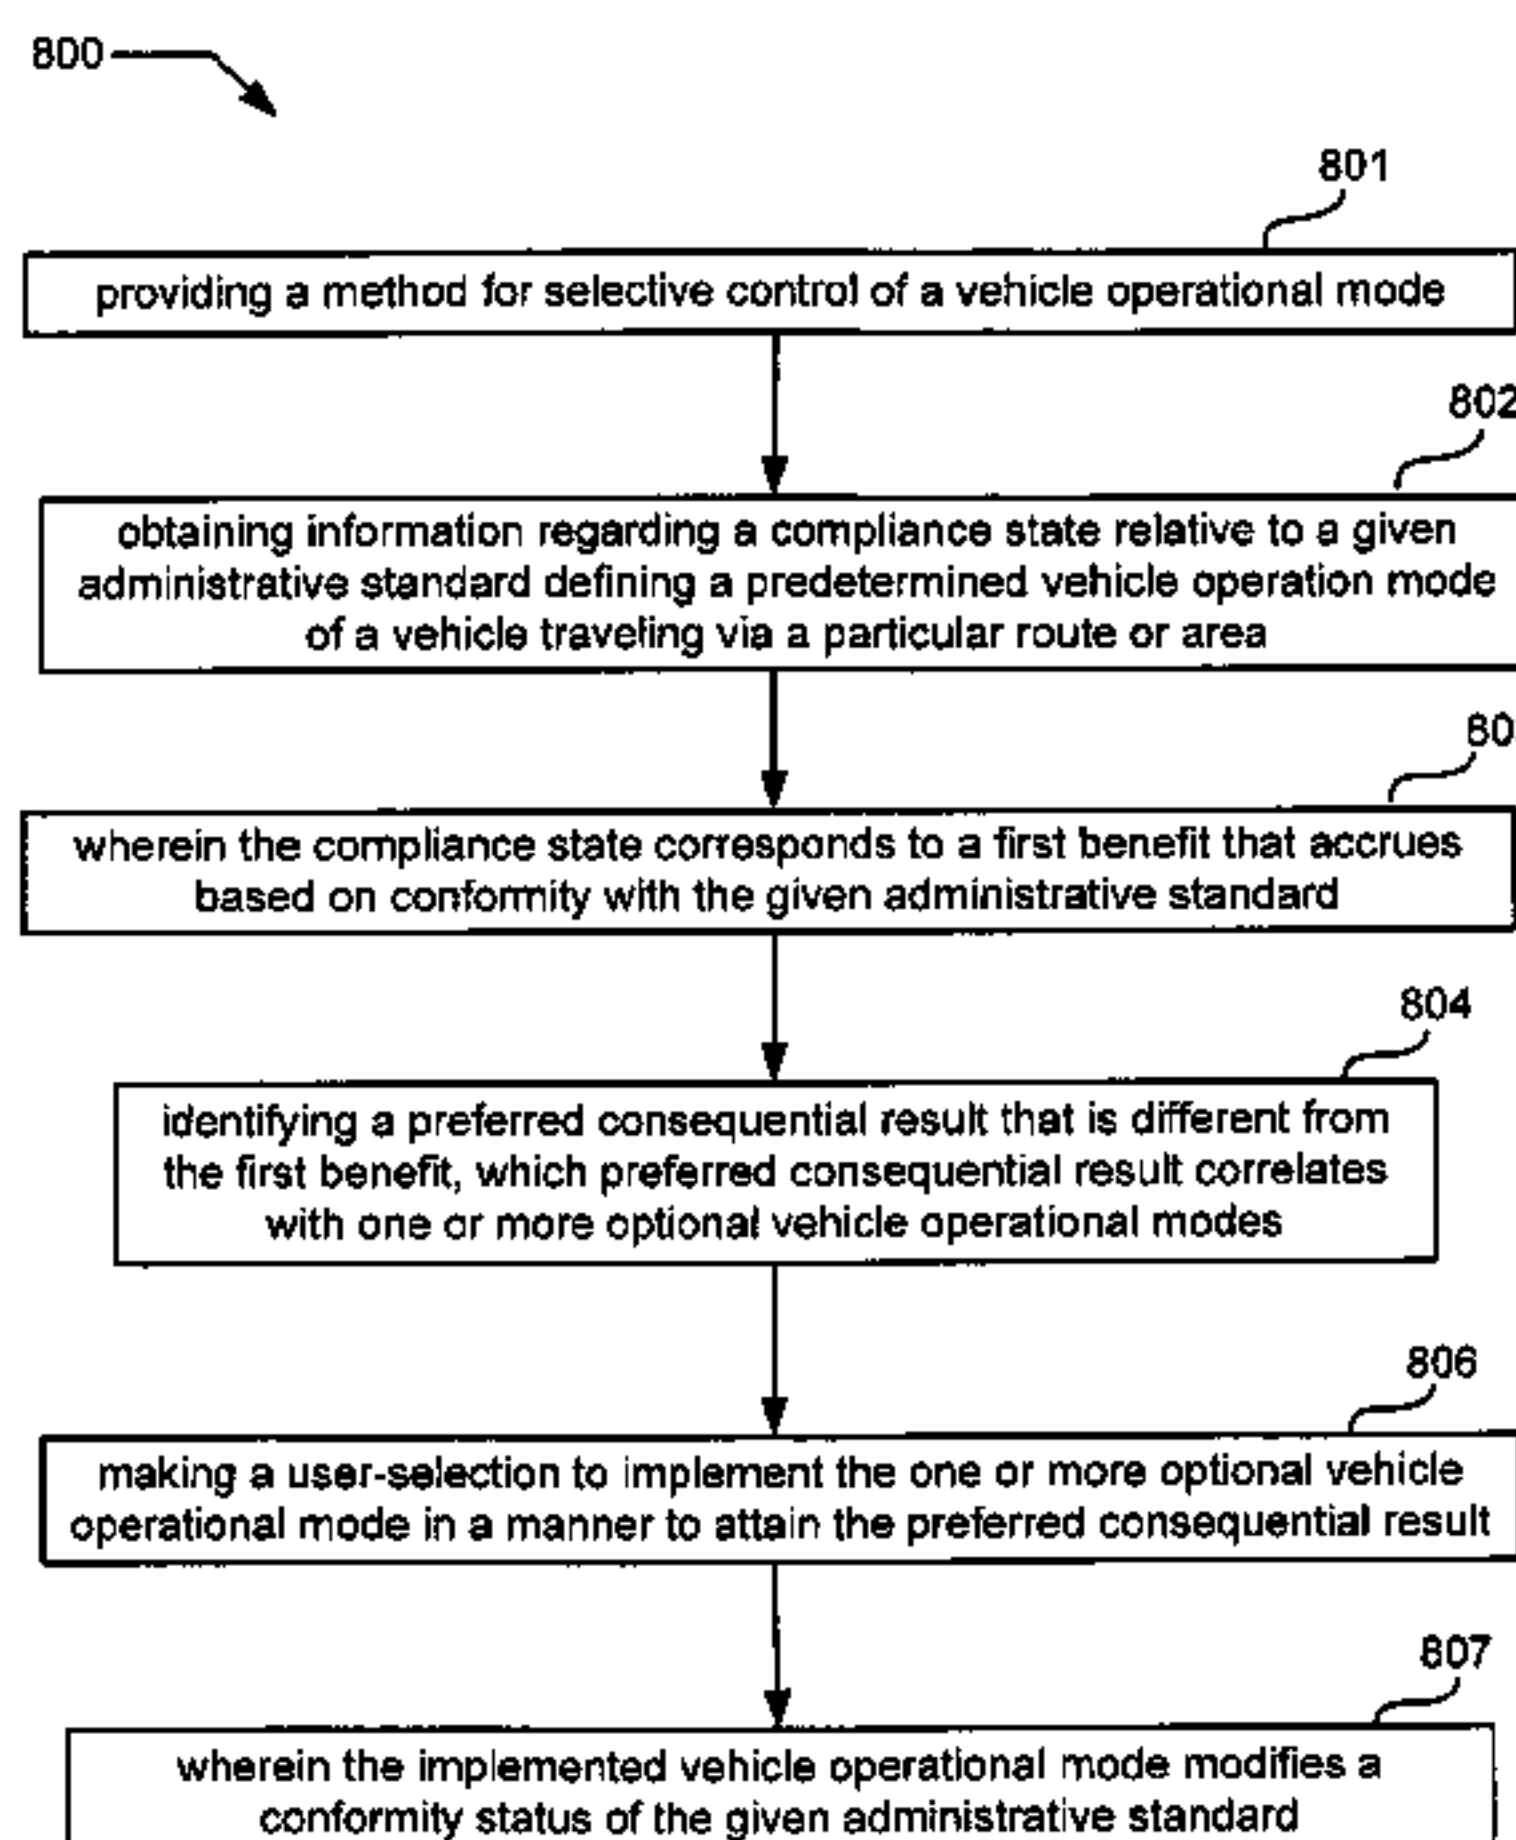 800
801
providing a method for selective control of a vehicle operational mode
802
obtaining information regarding a compliance state relative to a given
administrative standard defining a predetermined vehicle operation mode
of a vehicle traveling via a particular route or area
wherein the compliance state corresponds to a first benefit that accrues
based on conformity with the given administrative standard
804
identifying a preferred consequential result that is different from
the first benefit, which preferred consequential result correlates
with one or more optional vehicle operational modes
806
making a user-selection to implement the one or more optional vehicle
operational mode in a manner to attain the preferred consequential result
807
wherein the implemented vehicle operational mode modifies a
conformity status of the given administrative standard